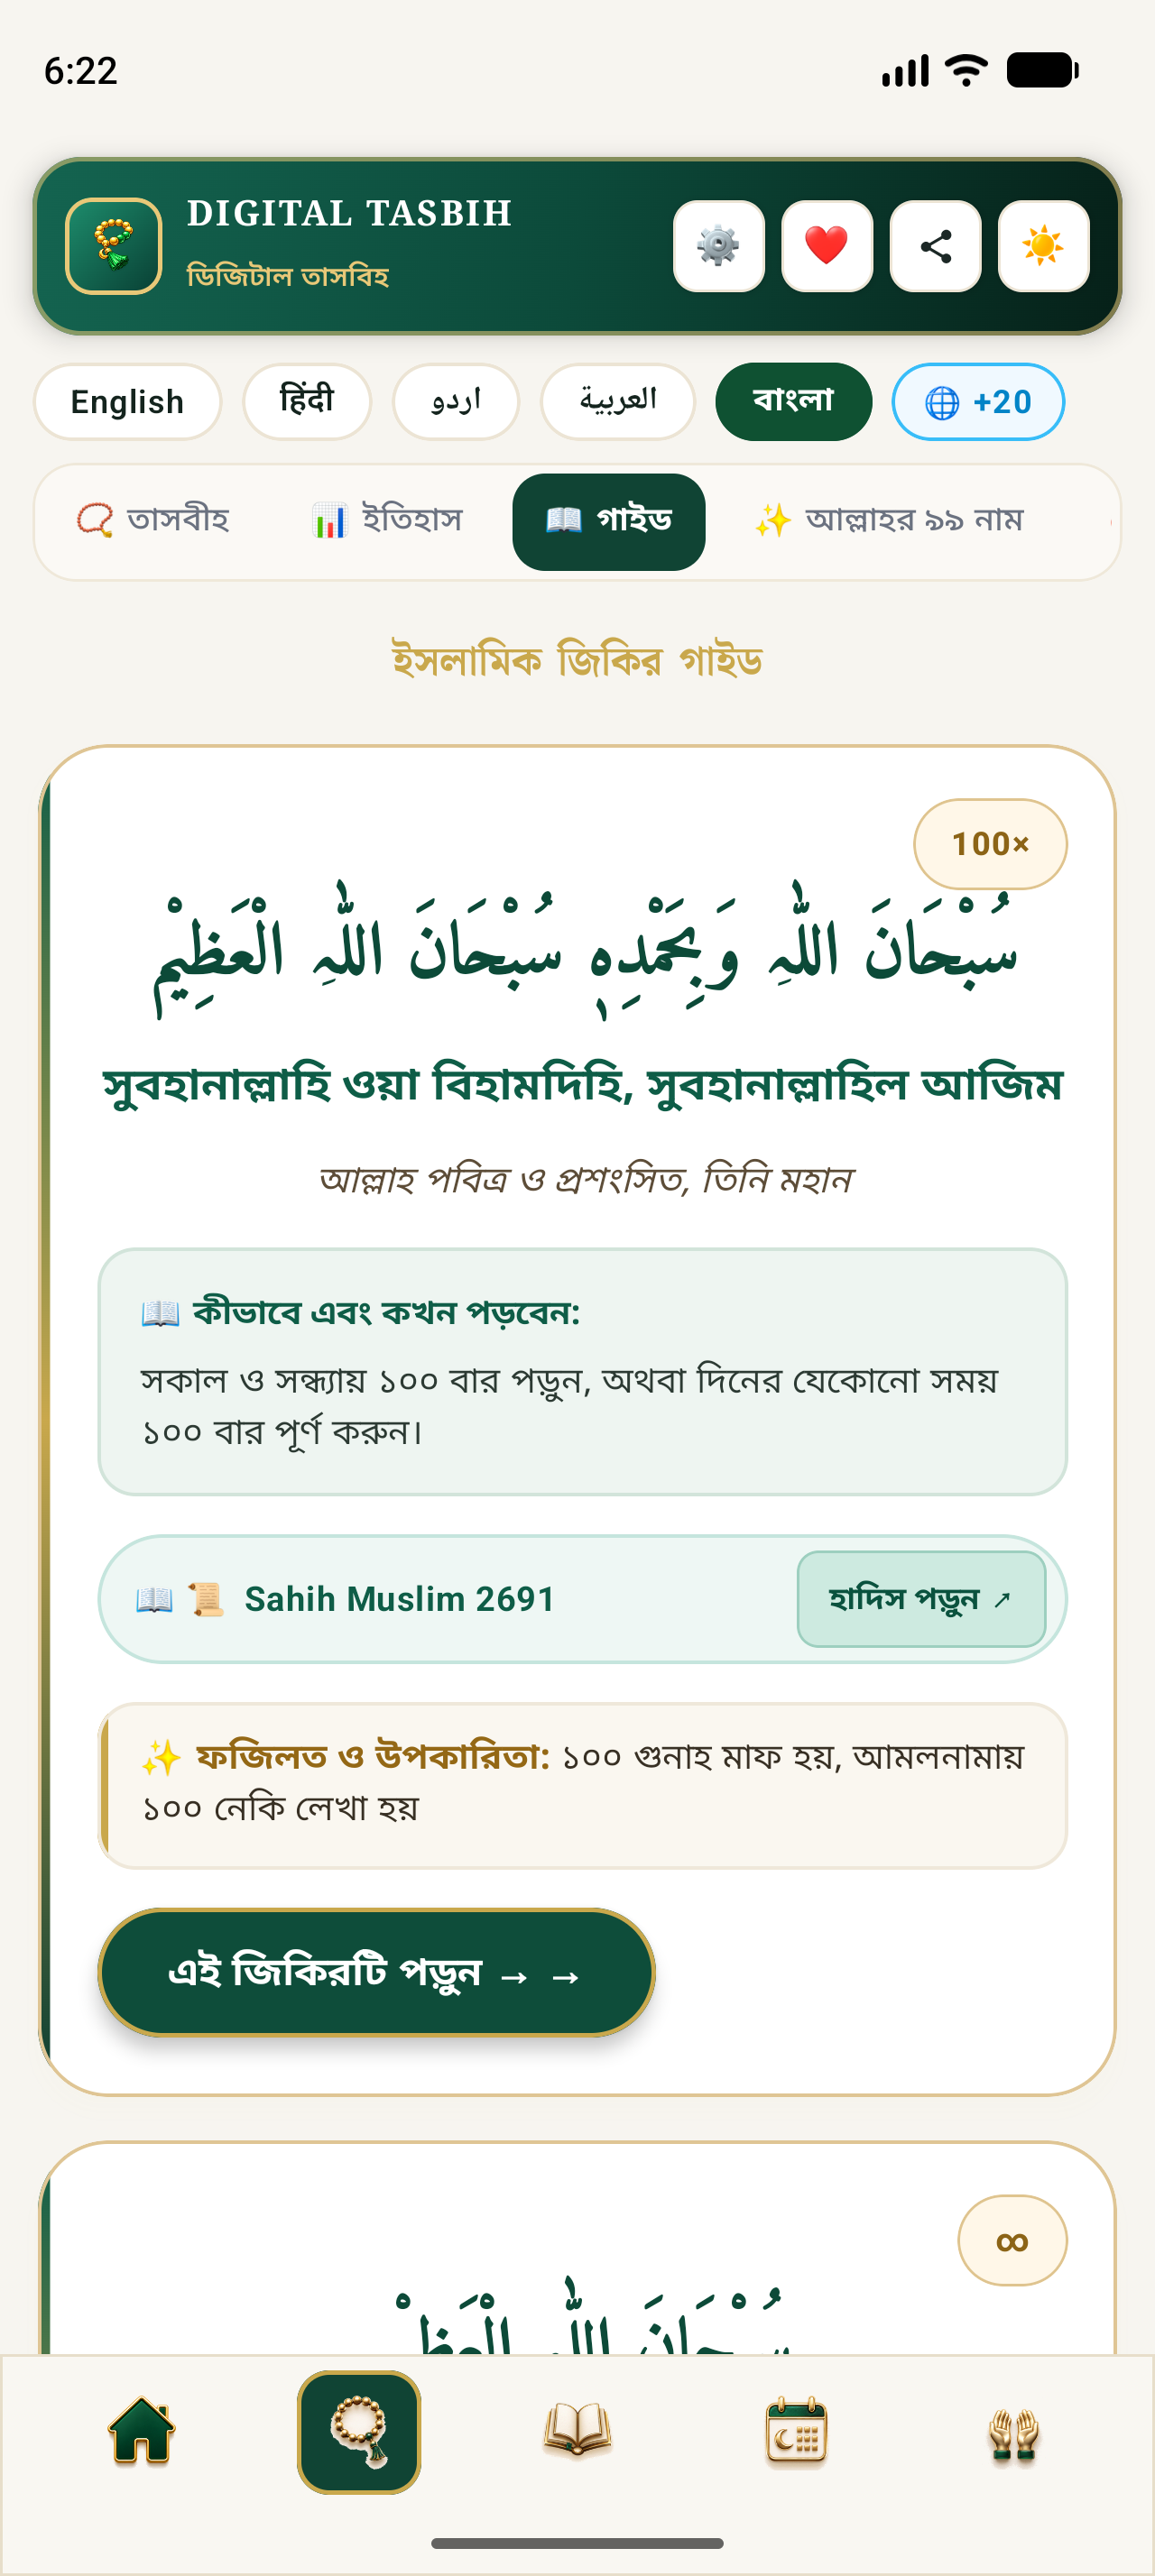 6:22
DIGITAL TASBIH
ডিজিটাল তাসবিহ
English हिंदी اردو العربية বাংলা +20
তাসবীহ ইতিহাস গাইড আল্লাহর ৯৯ নাম
ইসলামিক জিকির গাইড
100×
سُبْحَانَ اللّٰہِ وَبِحَمْدِہٖ سُبْحَانَ اللّٰہِ الْعَظِیْم
সুবহানাল্লাহি ওয়া বিহামদিহি, সুবহানাল্লাহিল আজিম
আল্লাহ পবিত্র ও প্রশংসিত, তিনি মহান
কীভাবে এবং কখন পড়বেন:
সকাল ও সন্ধ্যায় ১০০ বার পড়ুন, অথবা দিনের যেকোনো সময়
১০০ বার পূর্ণ করুন।
Sahih Muslim 2691 হাদিস পড়ুন ↗
ফজিলত ও উপকারিতা: ১০০ গুনাহ মাফ হয়, আমলনামায়
১০০ নেকি লেখা হয়
এই জিকিরটি পড়ুন → →
∞